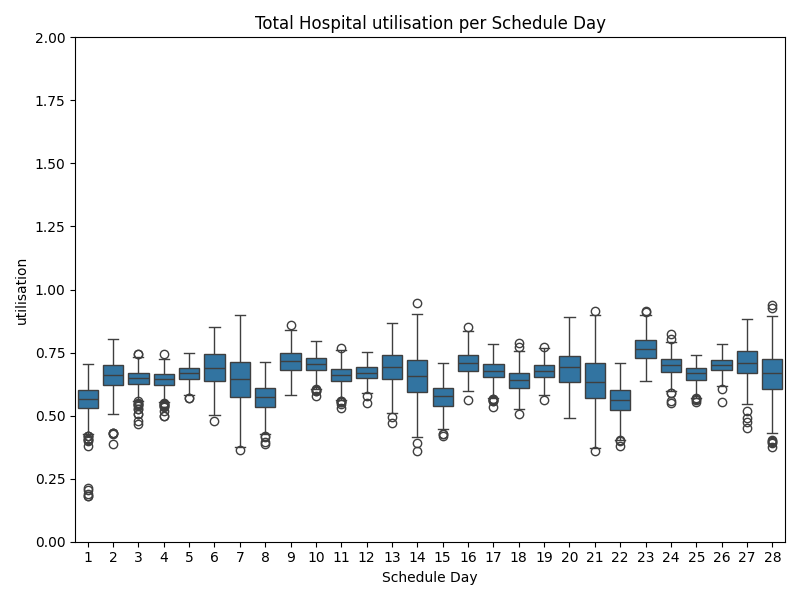 Total Hospital utilisation per Schedule Day
utilisation
2.00
1.75
1.50
1.25
1.00
0.75
0.50
0.25
0.00
1 2 3 4 5 6 7 8 9 10 11 12 13 14 15 16 17 18 19 20 21 22 23 24 25 26 27 28
Schedule Day